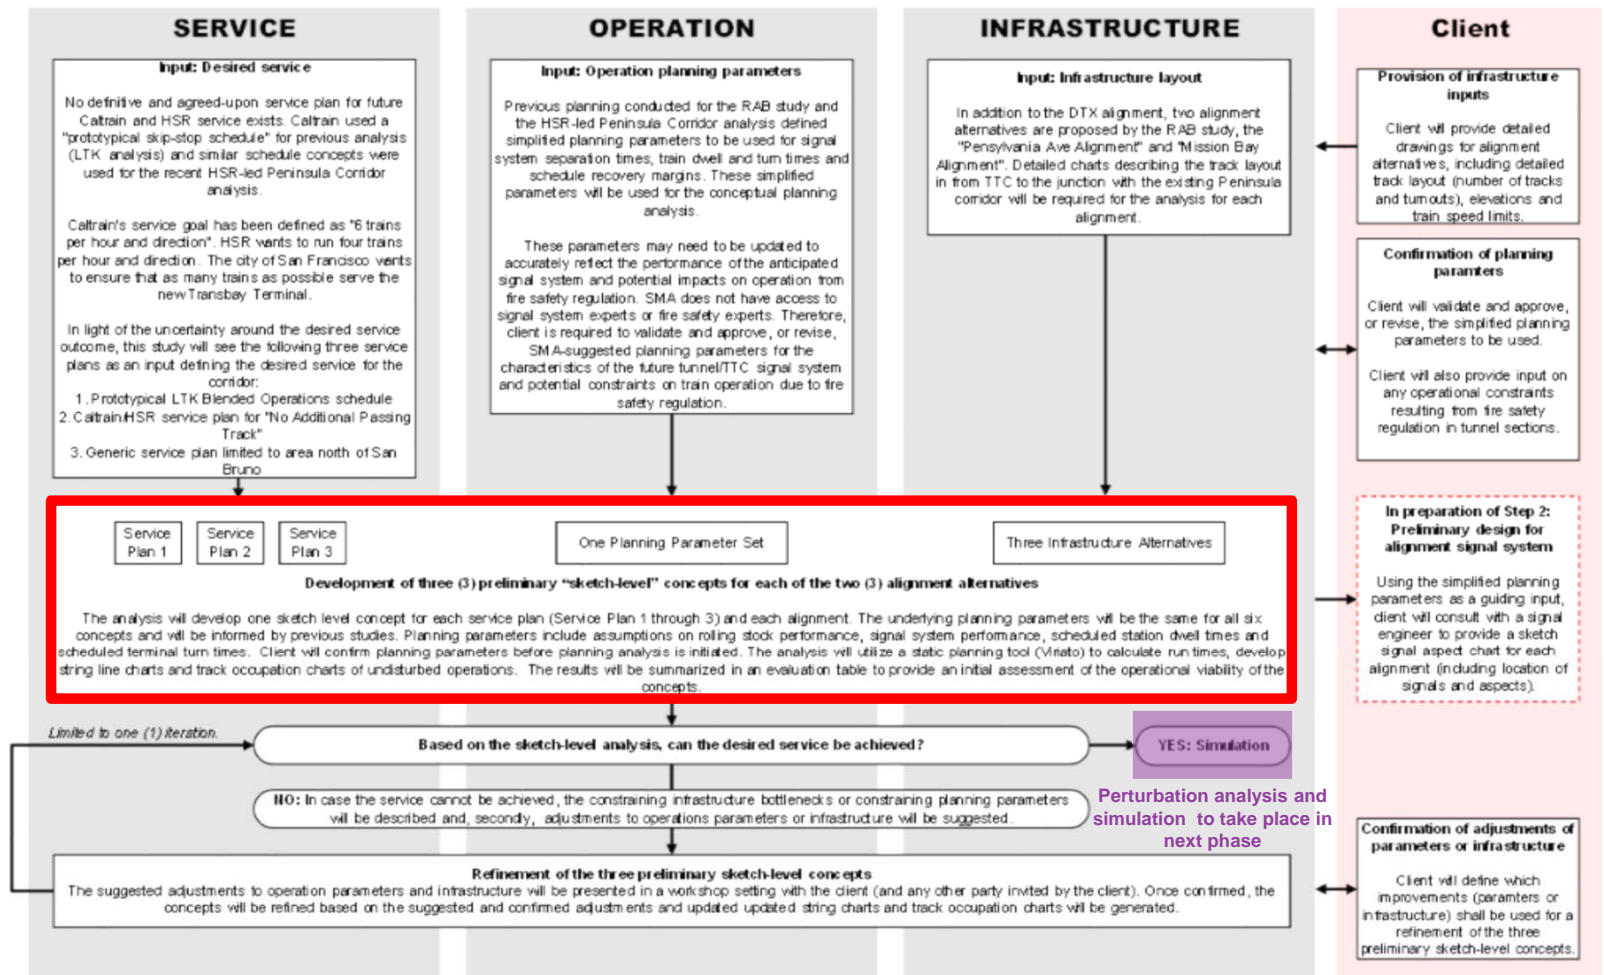 SERVICE
Input: Desired service
No definitive and agreed-upon service plan for future
Caltrain and HSR service exists. Caltrain used a
"prototypical skip-stop schedule" for previous analysis
(LTK analysis) and similar schedule concepts were
used for the recent HSR-led Peninsula Corridor
analysis.
Caltrain's service goal has been defined as "6 trains
per hour and direction". HSR wants to run four trains
per hour and direction. The city of San Francisco wants
to ensure that as many trains as possible serve the
new Transbay Terminal.
In light of the uncertainty around the desired service
outcome, this study will see the following three service
plans as an input defining the desired service for the
corridor:
1. Prototypical LTK Blended Operations schedule
2. Caltrain/HSR service plan for "No Additional Passing
Track"
3. Generic service plan limited to area north of San
Bruno
OPERATION
Input: Operation planning parameters
Previous planning conducted for the RAB study and
the HSR-led Peninsula Corridor analysis defined
simplified planning parameters to be used for signal
system separation times, train dwell and turn times and
schedule recovery margins. These simplified
parameters will be used for the conceptual planning
analysis.
These parameters may need to be updated to
accurately reflect the performance of the anticipated
signal system and potential impacts on operation from
fire safety regulation. SMA does not have access to
signal system experts or fire safety experts. Therefore,
client is required to validate and approve, or revise,
SMA-suggested planning parameters for the
characteristics of the future tunnel/TTC signal system
and potential constraints on train operation due to fire
safety regulation.
INFRASTRUCTURE
Input: Infrastructure layout
In addition to the DTX alignment, two alignment
alternatives are proposed by the RAB study, the
"Pensylvania Ave Alignment" and "Mission Bay
Alignment". Detailed charts describing the track layout
in from TTC to the junction with the existing Peninsula
corridor will be required for the analysis for each
alignment.
Client
Provision of infrastructure
inputs
Client will provide detailed
drawings for alignment
alternatives, including detailed
track layout (number of tracks
and turnouts), elevations and
train speed limits.
Confirmation of planning
paramters
Client will validate and approve,
or revise, the simplified planning
parameters to be used.
Client will also provide input on
any operational constraints
resulting from fire safety
regulation in tunnel sections.
Service
Plan 1
Service
Plan 2
Service
Plan 3
One Planning Parameter Set
Three Infrastructure Alternatives
Development of three (3) preliminary “sketch-level” concepts for each of the two (3) alignment alternatives
The analysis will develop one sketch level concept for each service plan (Service Plan 1 through 3) and each alignment. The underlying planning parameters will be the same for all six
concepts and will be informed by previous studies. Planning parameters include assumptions on rolling stock performance, signal system performance, scheduled station dwell times and
scheduled terminal turn times. Client will confirm planning parameters before planning analysis is initiated. The analysis will utilize a static planning tool (Viriato) to calculate run times, develop
string line charts and track occupation charts of undisturbed operations. The results will be summarized in an evaluation table to provide an initial assessment of the operational viability of the
concepts.
In preparation of Step 2:
Preliminary design for
alignment signal system
Using the simplified planning
parameters as a guiding input,
client will consult with a signal
engineer to provide a sketch
signal aspect chart for each
alignment (including location of
signals and aspects).
Limited to one (1) iteration.
Based on the sketch-level analysis, can the desired service be achieved?
YES: Simulation
NO: In case the service cannot be achieved, the constraining infrastructure bottlenecks or constraining planning parameters
will be described and, secondly, adjustments to operations parameters or infrastructure will be suggested.
Perturbation analysis and
simulation to take place in
next phase
Refinement of the three preliminary sketch-level concepts
The suggested adjustments to operation parameters and infrastructure will be presented in a workshop setting with the client (and any other party invited by the client). Once confirmed, the
concepts will be refined based on the suggested and confirmed adjustments and updated updated string charts and track occupation charts will be generated.
Confirmation of adjustments of
parameters or infrastructure
Client will define which
improvements (paramters or
infrastructure) shall be used for a
refinement of the three
preliminary sketch-level concepts.